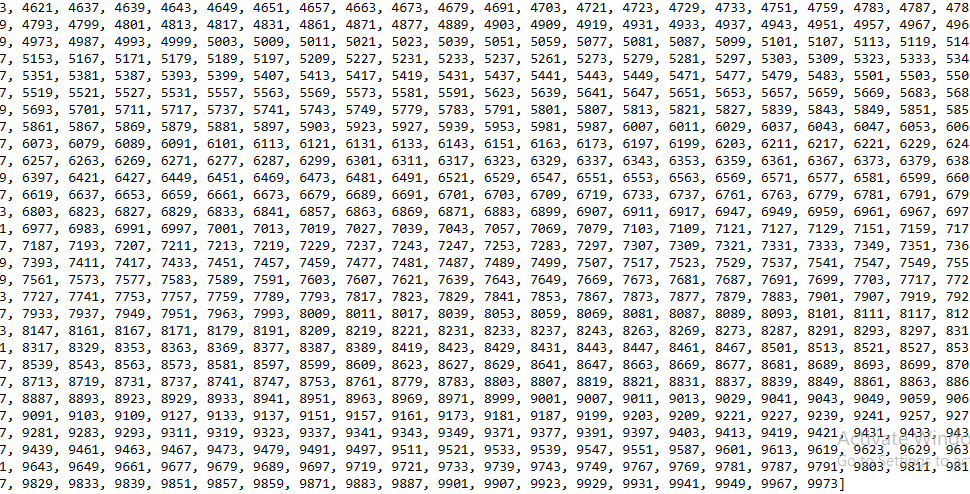 3, 4621, 4637, 4639, 4643, 4649, 4651, 4657, 4663, 4673, 4679, 4691, 4703, 4721, 4723, 4729, 4733, 4751, 4759, 4783, 4787, 478
9, 4793, 4799, 4801, 4813, 4817, 4831, 4861, 4871, 4877, 4889, 4903, 4909, 4919, 4931, 4933, 4937, 4943, 4951, 4957, 4967, 496
9, 4973, 4987, 4993, 4999, 5003, 5009, 5011, 5021, 5023, 5039, 5051, 5059, 5077, 5081, 5087, 5099, 5101, 5107, 5113, 5119, 514
7, 5153, 5167, 5171, 5179, 5189, 5197, 5209, 5227, 5231, 5233, 5237, 5261, 5273, 5279, 5281, 5297, 5303, 5309, 5323, 5333, 534
7, 5351, 5381, 5387, 5393, 5399, 5407, 5413, 5417, 5419, 5431, 5437, 5441, 5443, 5449, 5471, 5477, 5479, 5483, 5501, 5503, 550
7, 5519, 5521, 5527, 5531, 5557, 5563, 5569, 5573, 5581, 5591, 5623, 5639, 5641, 5647, 5651, 5653, 5657, 5659, 5669, 5683, 568
9, 5693, 5701, 5711, 5717, 5737, 5741, 5743, 5749, 5779, 5783, 5791, 5801, 5807, 5813, 5821, 5827, 5839, 5843, 5849, 5851, 585
7, 5861, 5867, 5869, 5879, 5881, 5897, 5903, 5923, 5927, 5939, 5953, 5981, 5987, 6007, 6011, 6029, 6037, 6043, 6047, 6053, 606
7, 6073, 6079, 6089, 6091, 6101, 6113, 6121, 6131, 6133, 6143, 6151, 6163, 6173, 6197, 6199, 6203, 6211, 6217, 6221, 6229, 624
7, 6257, 6263, 6269, 6271, 6277, 6287, 6299, 6301, 6311, 6317, 6323, 6329, 6337, 6343, 6353, 6359, 6361, 6367, 6373, 6379, 638
9, 6397, 6421, 6427, 6449, 6451, 6469, 6473, 6481, 6491, 6521, 6529, 6547, 6551, 6553, 6563, 6569, 6571, 6577, 6581, 6599, 660
7, 6619, 6637, 6653, 6659, 6661, 6673, 6679, 6689, 6691, 6701, 6703, 6709, 6719, 6733, 6737, 6761, 6763, 6779, 6781, 6791, 679
3, 6803, 6823, 6827, 6829, 6833, 6841, 6857, 6863, 6869, 6871, 6883, 6899, 6907, 6911, 6917, 6947, 6949, 6959, 6961, 6967, 697
1, 6977, 6983, 6991, 6997, 7001, 7013, 7019, 7027, 7039, 7043, 7057, 7069, 7079, 7103, 7109, 7121, 7127, 7129, 7151, 7159, 717
7, 7187, 7193, 7207, 7211, 7213, 7219, 7229, 7237, 7243, 7247, 7253, 7283, 7297, 7307, 7309, 7321, 7331, 7333, 7349, 7351, 736
9, 7393, 7411, 7417, 7433, 7451, 7457, 7459, 7477, 7481, 7487, 7489, 7499, 7507, 7517, 7523, 7529, 7537, 7541, 7547, 7549, 755
9, 7561, 7573, 7577, 7583, 7589, 7591, 7603, 7607, 7621, 7639, 7643, 7649, 7669, 7673, 7681, 7687, 7691, 7699, 7703, 7717, 772
3, 7727, 7741, 7753, 7757, 7759, 7789, 7793, 7817, 7823, 7829, 7841, 7853, 7867, 7873, 7877, 7879, 7883, 7901, 7907, 7919, 792
7, 7933, 7937, 7949, 7951, 7963, 7993, 8009, 8011, 8017, 8039, 8053, 8059, 8069, 8081, 8087, 8089, 8093, 8101, 8111, 8117, 812
3, 8147, 8161, 8167, 8171, 8179, 8191, 8209, 8219, 8221, 8231, 8233, 8237, 8243, 8263, 8269, 8273, 8287, 8291, 8293, 8297, 831
1, 8317, 8329, 8353, 8363, 8369, 8377, 8387, 8389, 8419, 8423, 8429, 8431, 8443, 8447, 8461, 8467, 8501, 8513, 8521, 8527, 853
7, 8539, 8543, 8563, 8573, 8581, 8597, 8599, 8609, 8623, 8627, 8629, 8641, 8647, 8663, 8669, 8677, 8681, 8689, 8693, 8699, 870
7, 8713, 8719, 8731, 8737, 8741, 8747, 8753, 8761, 8779, 8783, 8803, 8807, 8819, 8821, 8831, 8837, 8839, 8849, 8861, 8863, 886
7, 8887, 8893, 8923, 8929, 8933, 8941, 8951, 8963, 8969, 8971, 8999, 9001, 9007, 9011, 9013, 9029, 9041, 9043, 9049, 9059, 906
7, 9091, 9103, 9109, 9127, 9133, 9137, 9151, 9157, 9161, 9173, 9181, 9187, 9199, 9203, 9209, 9221, 9227, 9239, 9241, 9257, 927
7, 9281, 9283, 9293, 9311, 9319, 9323, 9337, 9341, 9343, 9349, 9371, 9377, 9391, 9397, 9403, 9413, 9419, 9421, 9431, 9433, 943
7, 9439, 9461, 9463, 9467, 9473, 9479, 9491, 9497, 9511, 9521, 9533, 9539, 9547, 9551, 9587, 9601, 9613, 9619, 9623, 9629, 963
1, 9643, 9649, 9661, 9677, 9679, 9689, 9697, 9719, 9721, 9733, 9739, 9743, 9749, 9767, 9769, 9781, 9787, 9791, 9803, 9811, 981
7, 9829, 9833, 9839, 9851, 9857, 9859, 9871, 9883, 9887, 9901, 9907, 9923, 9929, 9931, 9941, 9949, 9967, 9973]
Activate Windo
Go to Settings to act